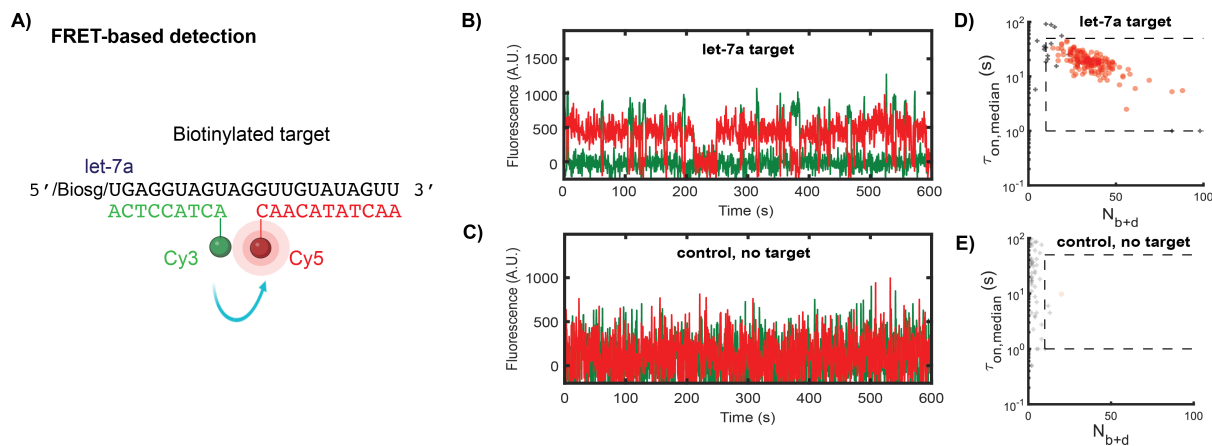 A)
FRET-based detection
Biotinylated target
let-7a
5'/Biosg/UGAGGUAGUAGGUUGUAUAGUU 3'
ACTCCATCA CAACATATCAA
Cy3 Cy5
B)
let-7a target
Fluorescence (A.U.)
1500
1000
500
0
0 100 200 300 400 500 600
Time (s)
C)
control, no target
Fluorescence (A.U.)
1000
500
0
0 100 200 300 400 500 600
Time (s)
D)
let-7a target
τon,median (s)
10²
10¹
10⁰
10⁻¹
0 50 100
Nb+d
E)
control, no target
τon,median (s)
10²
10¹
10⁰
10⁻¹
0 50 100
Nb+d